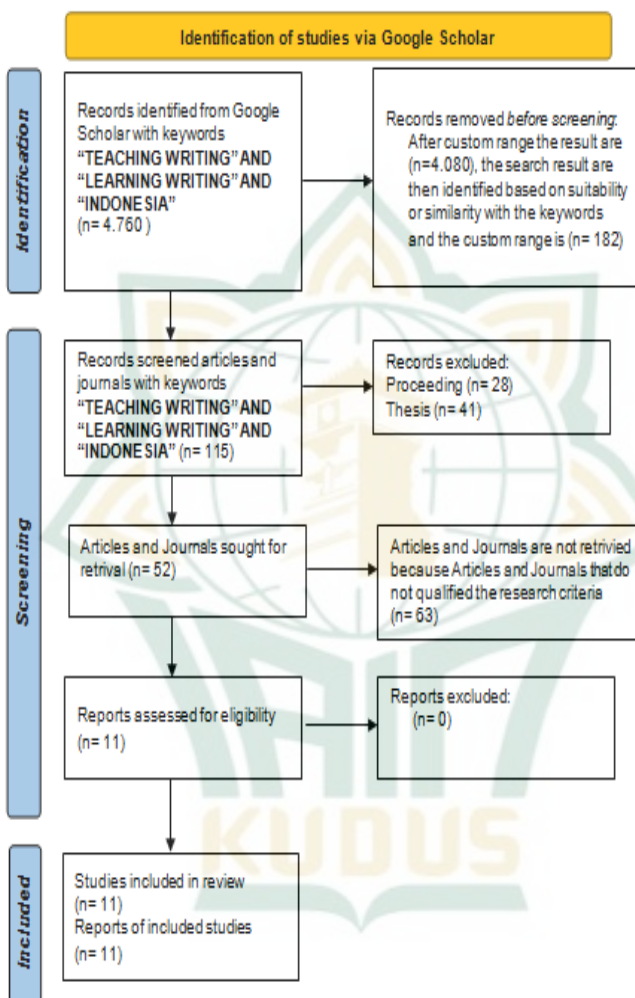 Identification of studies via Google Scholar
Identification
Records identified from Google
Scholar with keywords
“TEACHING WRITING” AND
“LEARNING WRITING” AND
“INDONESIA”
(n= 4.760 )
Records removed before screening:
After custom range the result are
(n=4.080), the search result are
then identified based on suitability
or similarity with the keywords
and the custom range is (n= 182)
Screening
Records screened articles and
journals with keywords
“TEACHING WRITING” AND
“LEARNING WRITING” AND
“INDONESIA” (n= 115)
Records excluded:
Proceeding (n= 28)
Thesis (n= 41)
Articles and Journals sought for
retrival (n= 52)
Articles and Journals are not retrivied
because Articles and Journals that do
not qualified the research criteria
(n= 63)
Reports assessed for eligibility
(n= 11)
Reports excluded:
(n= 0)
Included
Studies included in review
(n= 11)
Reports of included studies
(n= 11)
IAIN
KUDUS